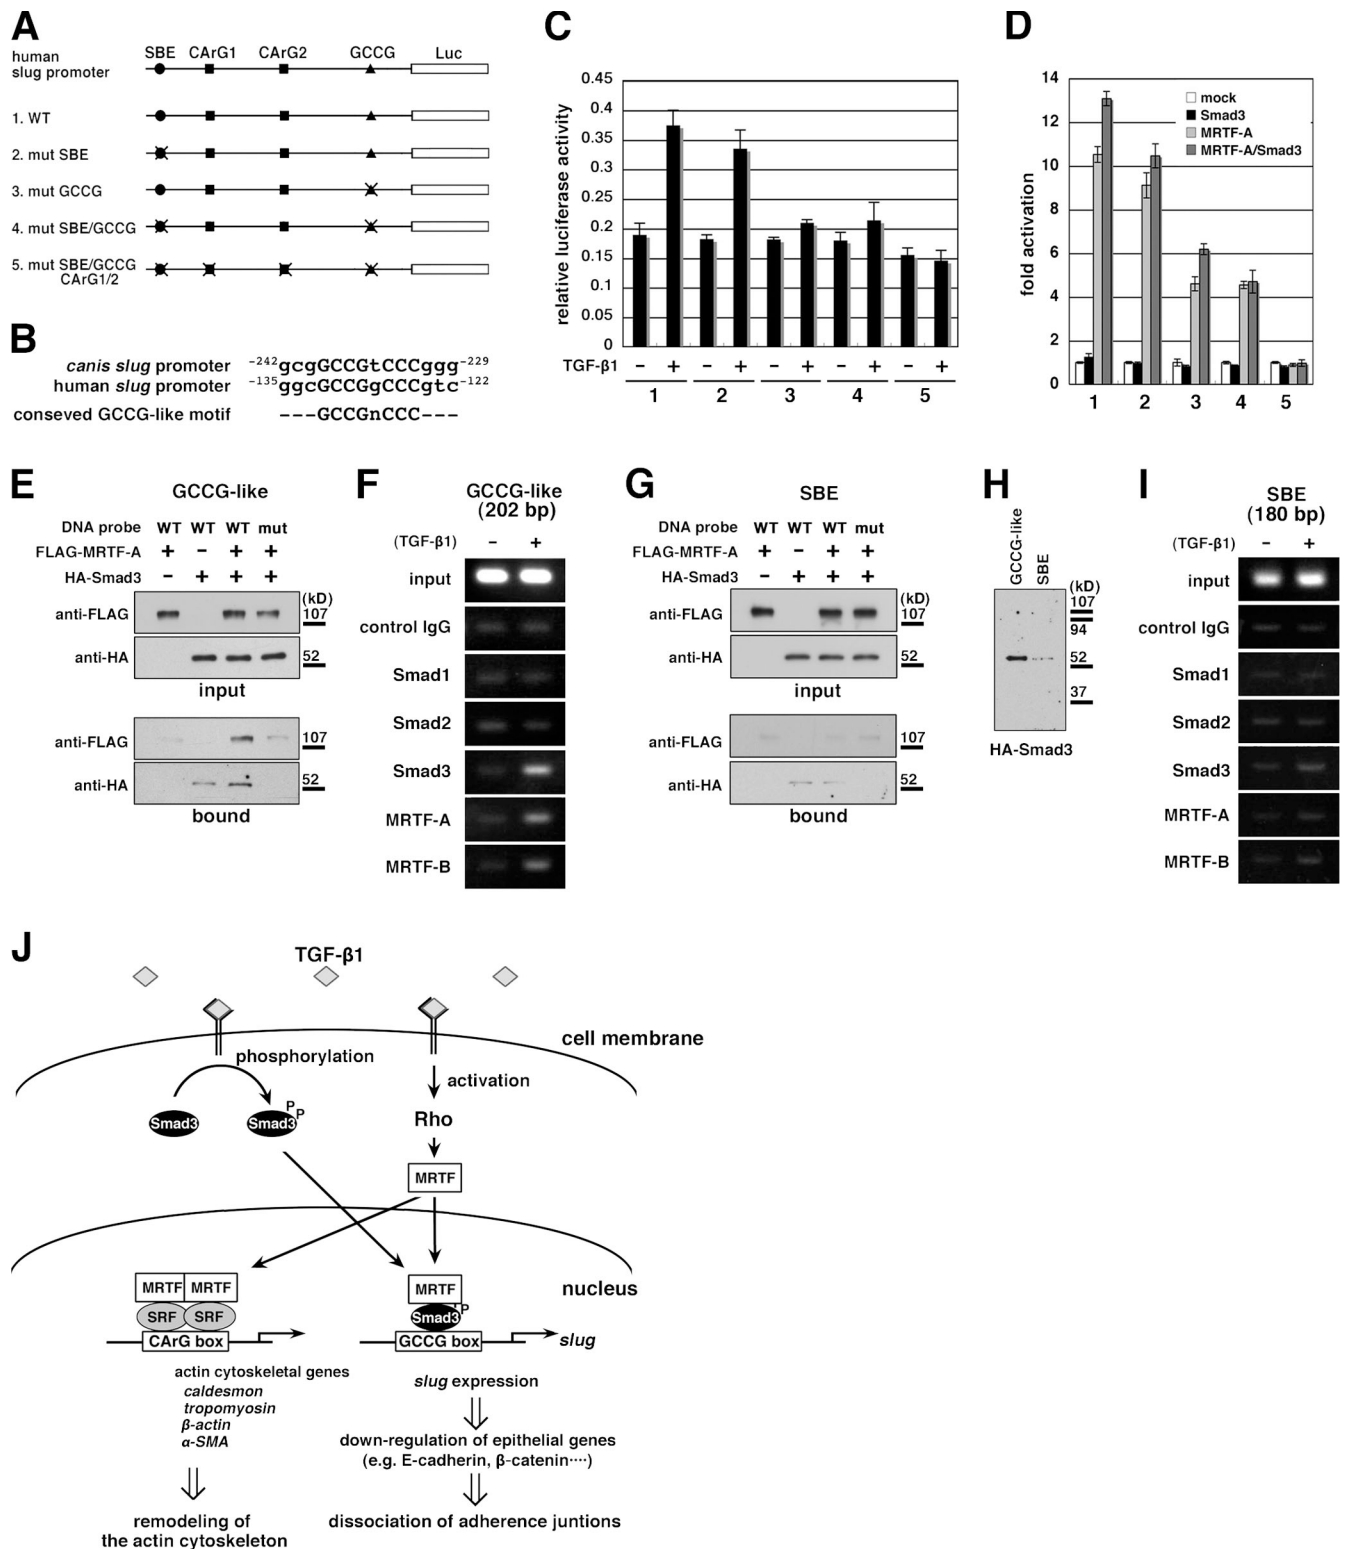 A
human
slug promoter
SBE CArG1 CArG2 GCCG Luc
1. WT
2. mut SBE
3. mut GCCG
4. mut SBE/GCCG
5. mut SBE/GCCG
CArG1/2
B
canis slug promoter -242gcgGCCGtCCCggg-229
human slug promoter -135ggcGCCGgCCCgtc-122
conseved GCCG-like motif ---GCCGnCCC---
C
relative luciferase activity
0.45
0.4
0.35
0.3
0.25
0.2
0.15
0.1
0.05
0
TGF-β1 − + − + − + − + − +
1 2 3 4 5
D
fold activation
14
12
10
8
6
4
2
0
mock
Smad3
MRTF-A
MRTF-A/Smad3
1 2 3 4 5
E
GCCG-like
DNA probe WT WT WT mut
FLAG-MRTF-A + − + +
HA-Smad3 − + + +
(kD)
anti-FLAG 107
anti-HA 52
input
anti-FLAG 107
anti-HA 52
bound
F
GCCG-like
(202 bp)
(TGF-β1) − +
input
control IgG
Smad1
Smad2
Smad3
MRTF-A
MRTF-B
G
SBE
DNA probe WT WT WT mut
FLAG-MRTF-A + − + +
HA-Smad3 − + + +
(kD)
anti-FLAG 107
anti-HA 52
input
anti-FLAG 107
anti-HA 52
bound
H
GCCG-like
SBE
(kD)
107
94
52
37
HA-Smad3
I
SBE
(180 bp)
(TGF-β1) − +
input
control IgG
Smad1
Smad2
Smad3
MRTF-A
MRTF-B
J
TGF-β1
cell membrane
phosphorylation
activation
Smad3 Smad3 P P
Rho
MRTF
nucleus
MRTF MRTF
SRF SRF
CArG box
MRTF
Smad3 P
GCCG box
slug
actin cytoskeletal genes
caldesmon
tropomyosin
β-actin
α-SMA
remodeling of
the actin cytoskeleton
slug expression
down-regulation of epithelial genes
(e.g. E-cadherin, β-catenin····)
dissociation of adherence juntions